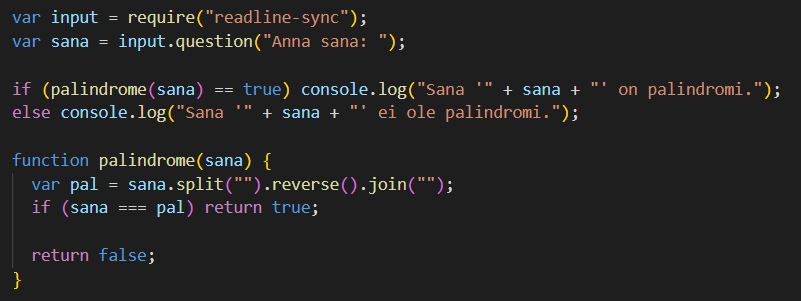 var input = require("readline-sync");
var sana = input.question("Anna sana: ");

if (palindrome(sana) == true) console.log("Sana '" + sana + "' on palindromi.");
else console.log("Sana '" + sana + "' ei ole palindromi.");

function palindrome(sana) {
  var pal = sana.split("").reverse().join("");
  if (sana === pal) return true;

  return false;
}